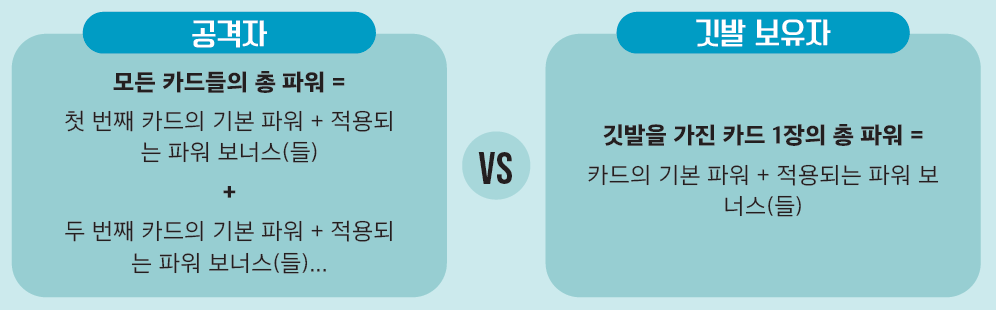 공격자
모든 카드들의 총 파워 =
첫 번째 카드의 기본 파워 + 적용되
는 파워 보너스(들)
+
두 번째 카드의 기본 파워 + 적용되
는 파워 보너스(들)...
VS
깃발 보유자
깃발을 가진 카드 1장의 총 파워 =
카드의 기본 파워 + 적용되는 파워 보
너스(들)